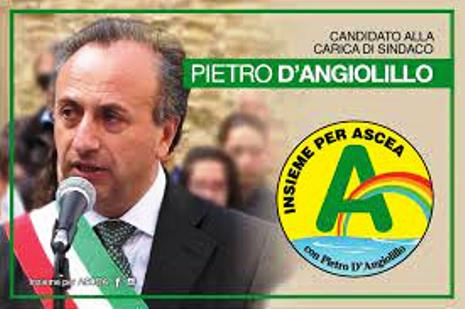 CANDIDATO ALLA
CARICA DI SINDACO
PIETRO D'ANGIOLILLO
INSIEME PER ASCEA
A
con Pietro D'Angiolillo
Insieme per ASCEA